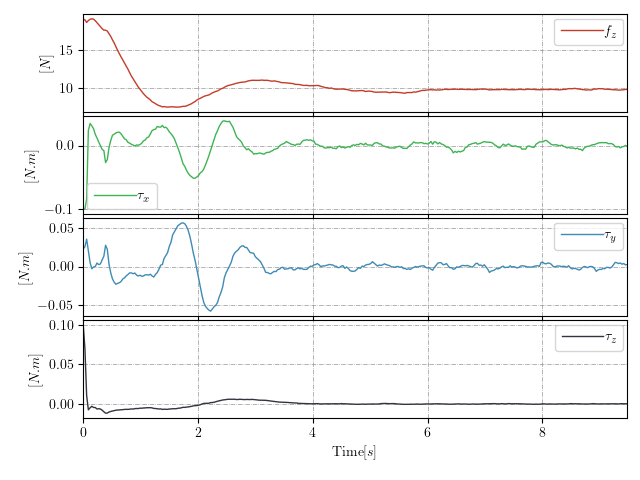 f_z
15
10
[N]
0.0
−0.1
[N.m]
τ_x
0.05
0.00
−0.05
[N.m]
τ_y
0.10
0.05
0.00
[N.m]
τ_z
0 2 4 6 8
Time[s]